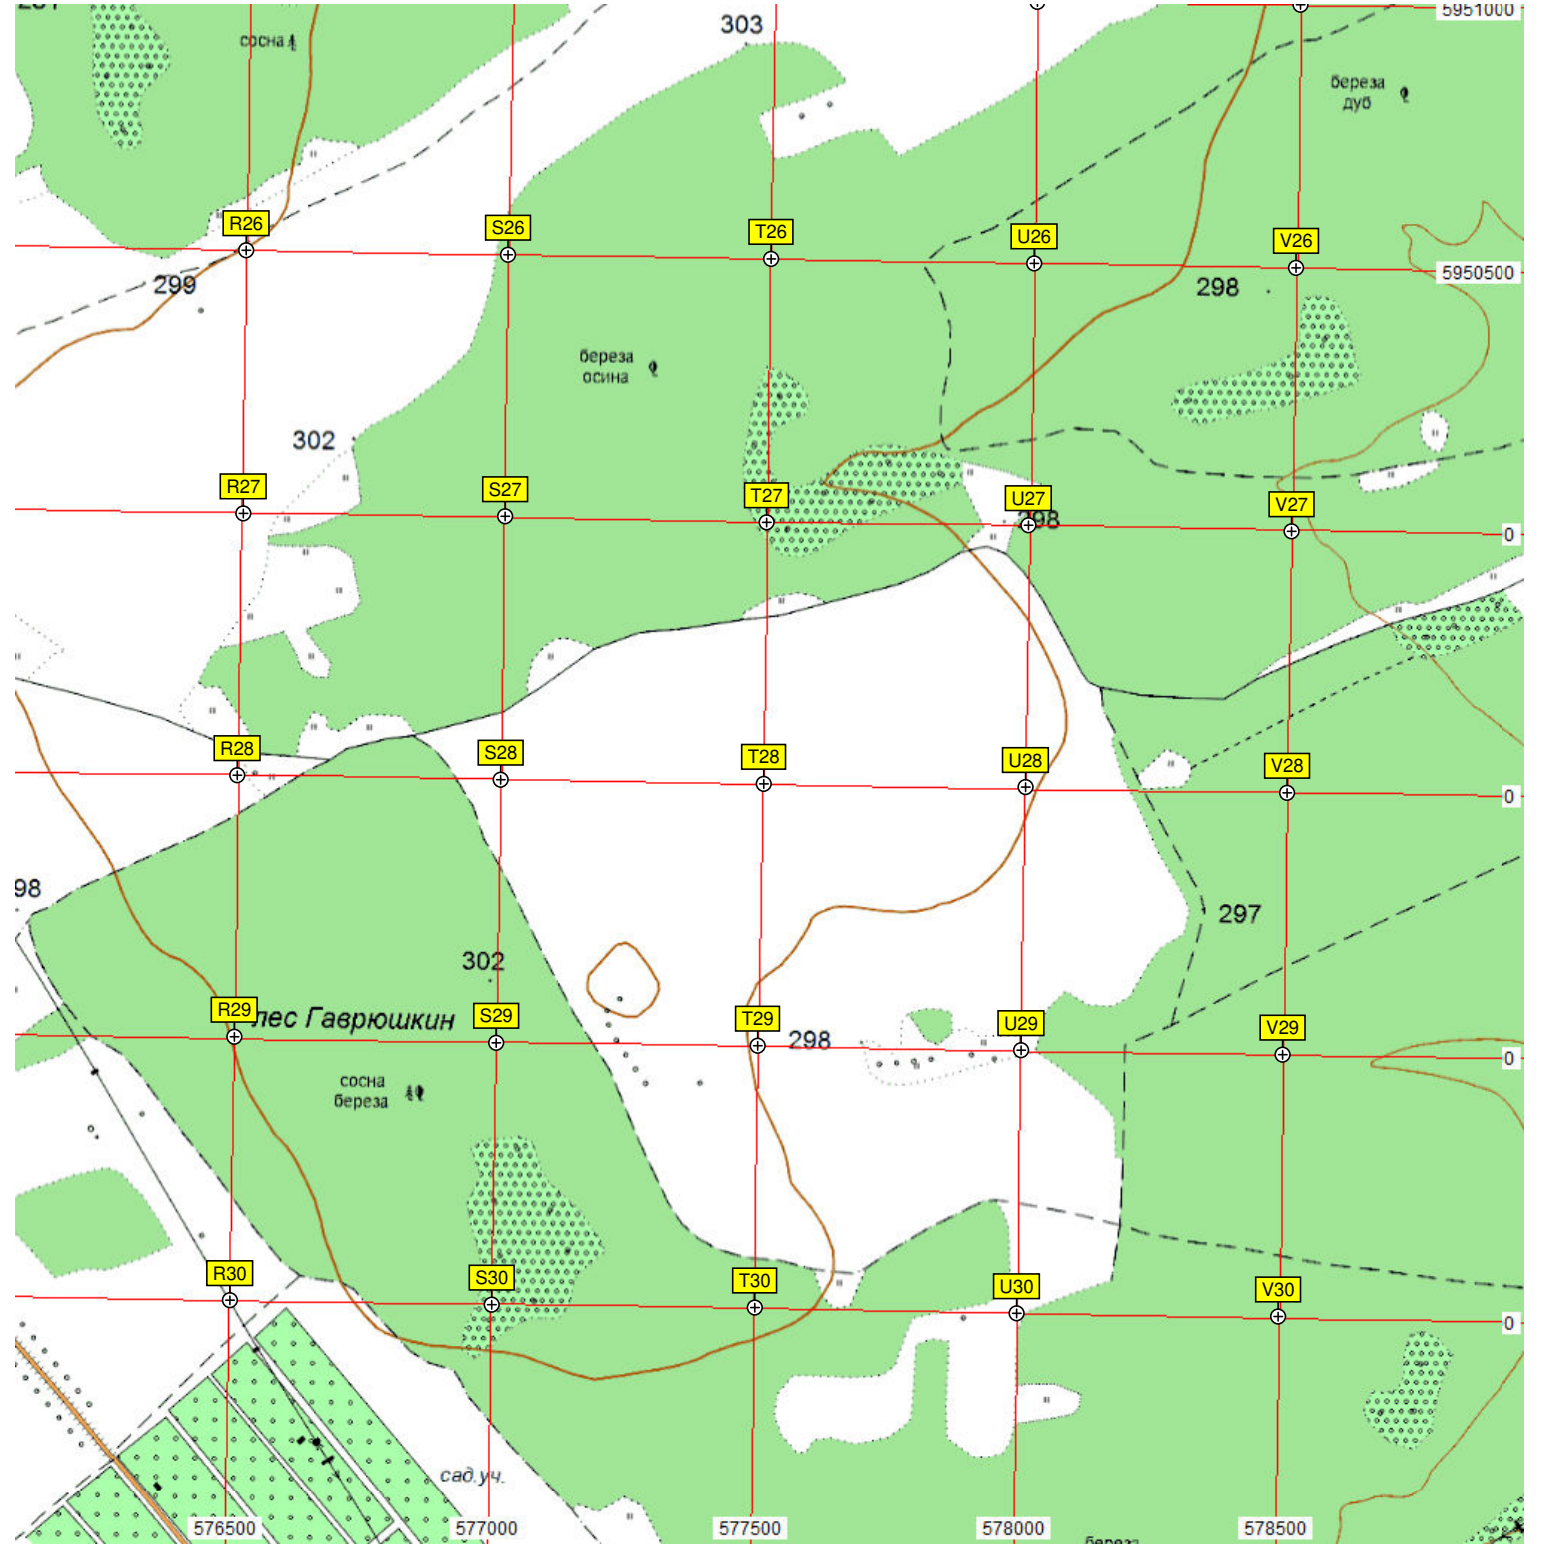 303
5951000
сосна
береза
дуб
R26
S26
T26
U26
V26
299
298
5950500
береза
осина
302
R27
S27
T27
U27
V27
298
0
R28
S28
T28
U28
V28
0
98
297
302
R29
лес Гаврюшкин
S29
T29
298
U29
V29
0
сосна
береза
R30
S30
T30
U30
V30
0
сад.уч.
576500
577000
577500
578000
578500
береза